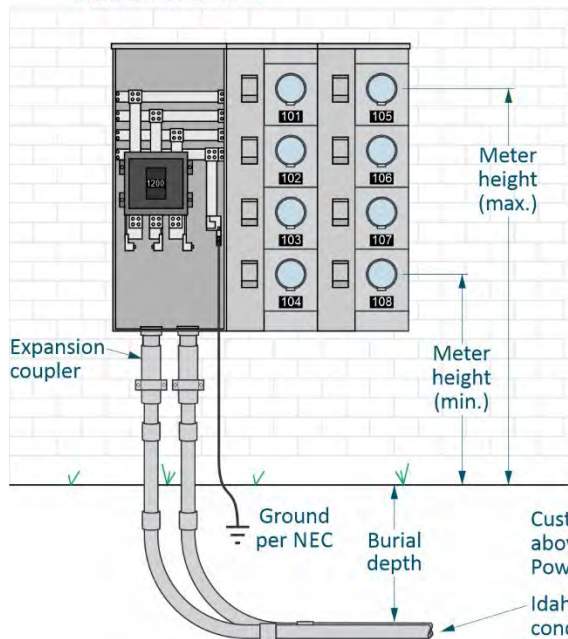 1200
101
105
102
106
103
107
104
108
Meter
height
(max.)
Expansion
coupler
Meter
height
(min.)
Ground
per NEC
Burial
depth